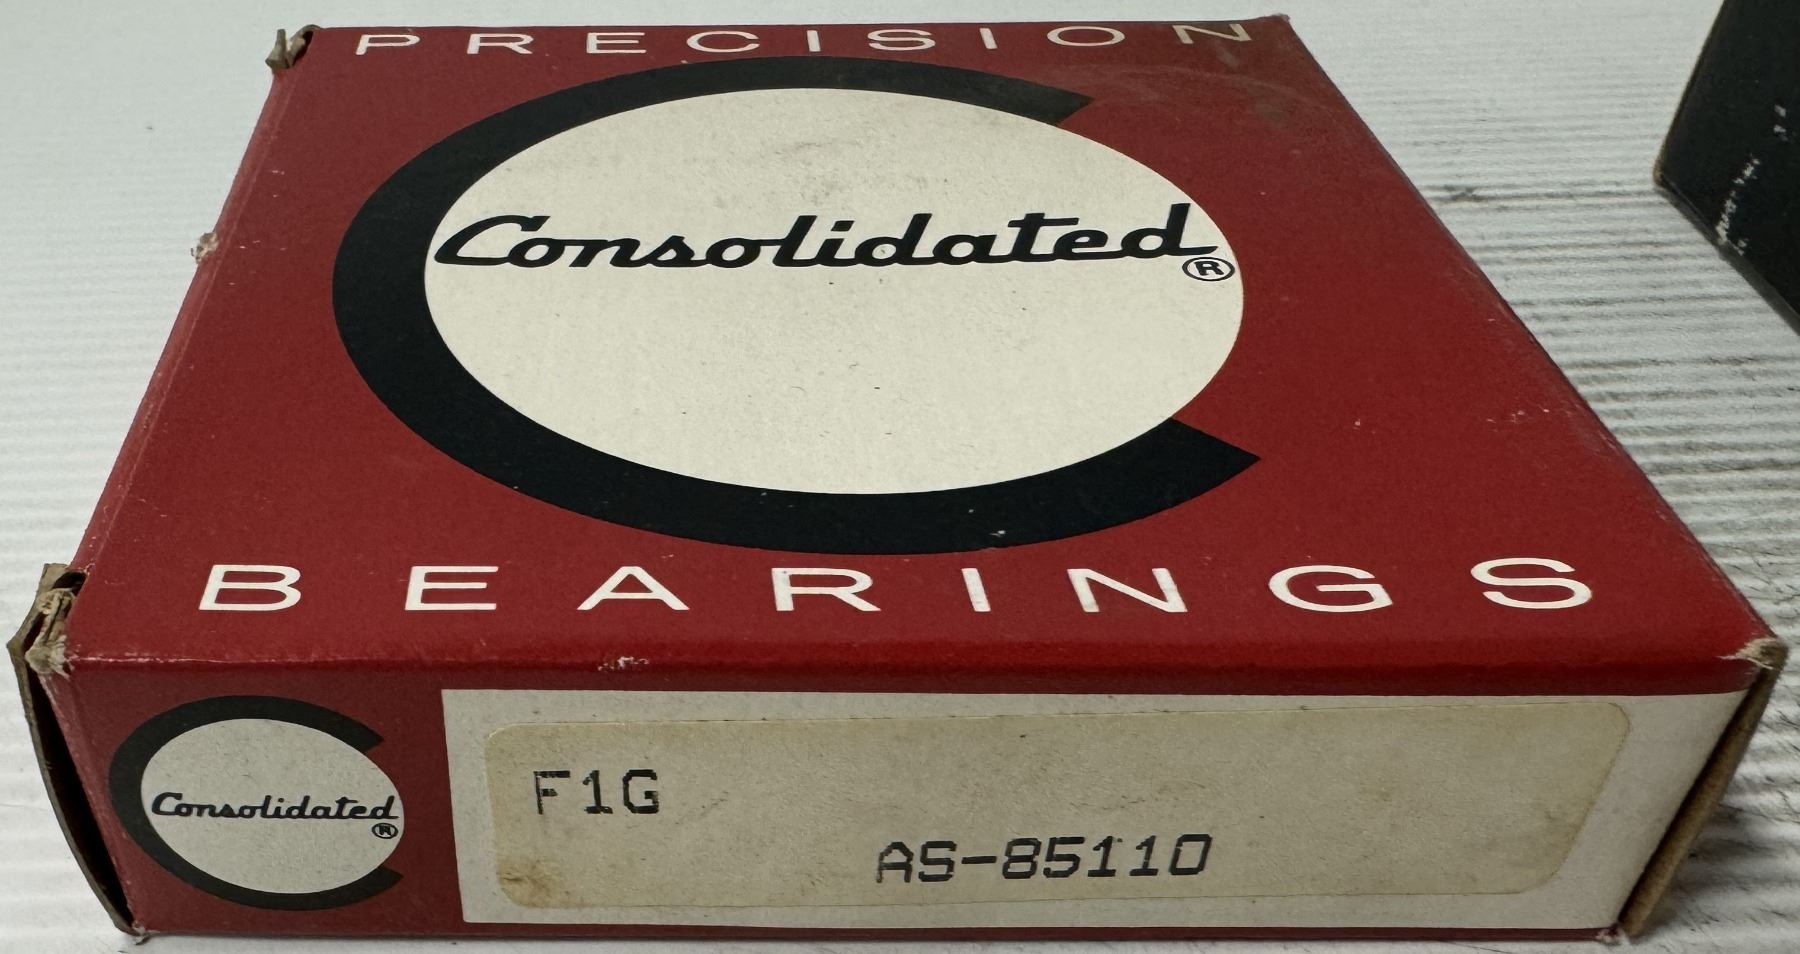 PRECISION
Consolidated®
BEARINGS
Consolidated®
F1G
AS-85110